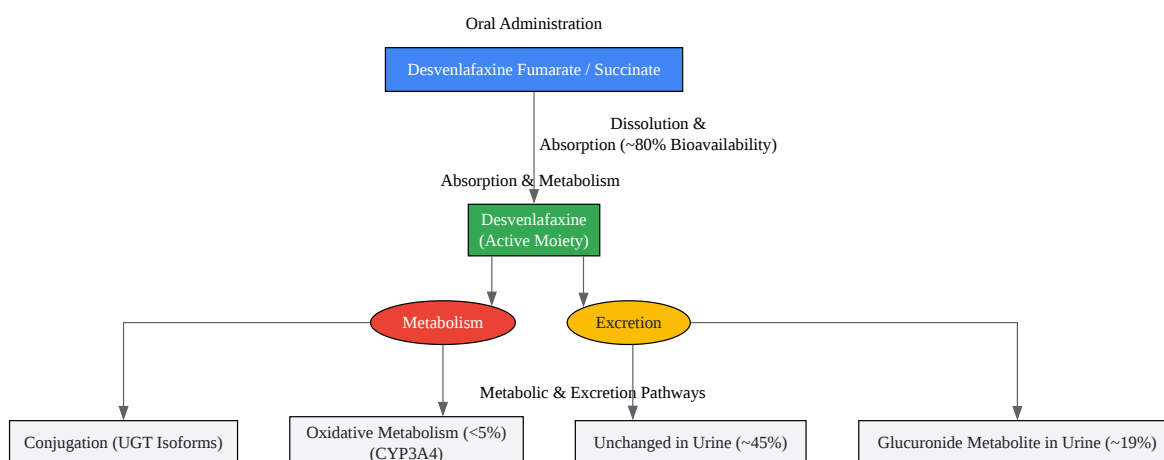 Oral Administration
Desvenlafaxine Fumarate / Succinate
Dissolution &
Absorption (~80% Bioavailability)
Absorption & Metabolism
Desvenlafaxine
(Active Moiety)
Metabolism
Excretion
Metabolic & Excretion Pathways
Conjugation (UGT Isoforms)
Oxidative Metabolism (<5%)
(CYP3A4)
Unchanged in Urine (~45%)
Glucuronide Metabolite in Urine (~19%)